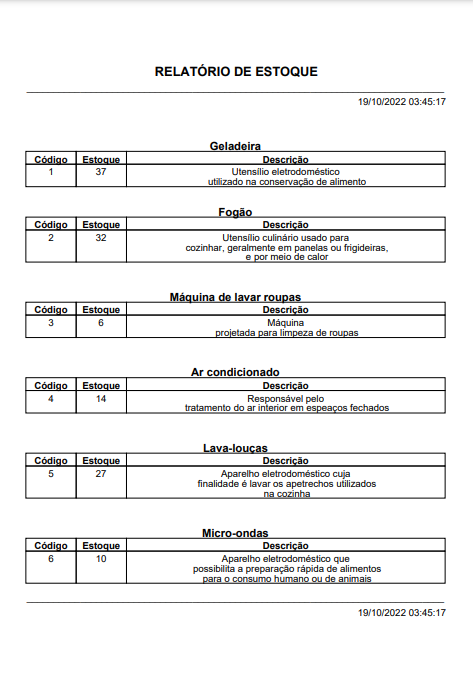 RELATÓRIO DE ESTOQUE
19/10/2022 03:45:17
Geladeira
Código Estoque Descrição
1 37 Utensílio eletrodoméstico
utilizado na conservação de alimento
Fogão
Código Estoque Descrição
2 32 Utensílio culinário usado para
cozinhar, geralmente em panelas ou frigideiras,
e por meio de calor
Máquina de lavar roupas
Código Estoque Descrição
3 6 Máquina
projetada para limpeza de roupas
Ar condicionado
Código Estoque Descrição
4 14 Responsável pelo
tratamento do ar interior em espeaços fechados
Lava-louças
Código Estoque Descrição
5 27 Aparelho eletrodoméstico cuja
finalidade é lavar os apetrechos utilizados
na cozinha
Micro-ondas
Código Estoque Descrição
6 10 Aparelho eletrodoméstico que
possibilita a preparação rápida de alimentos
para o consumo humano ou de animais
19/10/2022 03:45:17